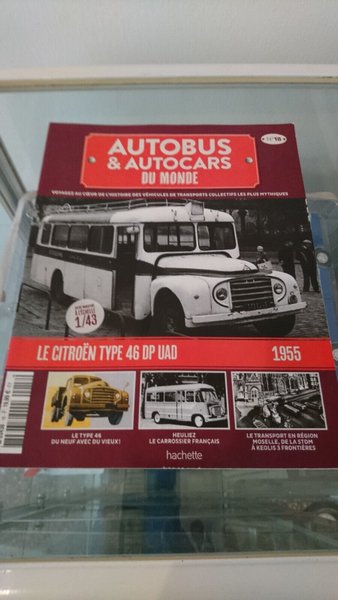 N°18
AUTOBUS
& AUTOCARS
DU MONDE
VOYAGEZ AU CŒUR DE L'HISTOIRE DES VÉHICULES DE TRANSPORTS COLLECTIFS LES PLUS MYTHIQUES
À L'ÉCHELLE
1/43
LE CITROËN TYPE 46 DP UAD
1955
LE TYPE 46
DU NEUF AVEC DU VIEUX !
HEULIEZ
LE CARROSSIER FRANÇAIS
LE TRANSPORT EN RÉGION
MOSELLE, DE LA STOM
À KEOLIS 3 FRONTIÈRES
hachette